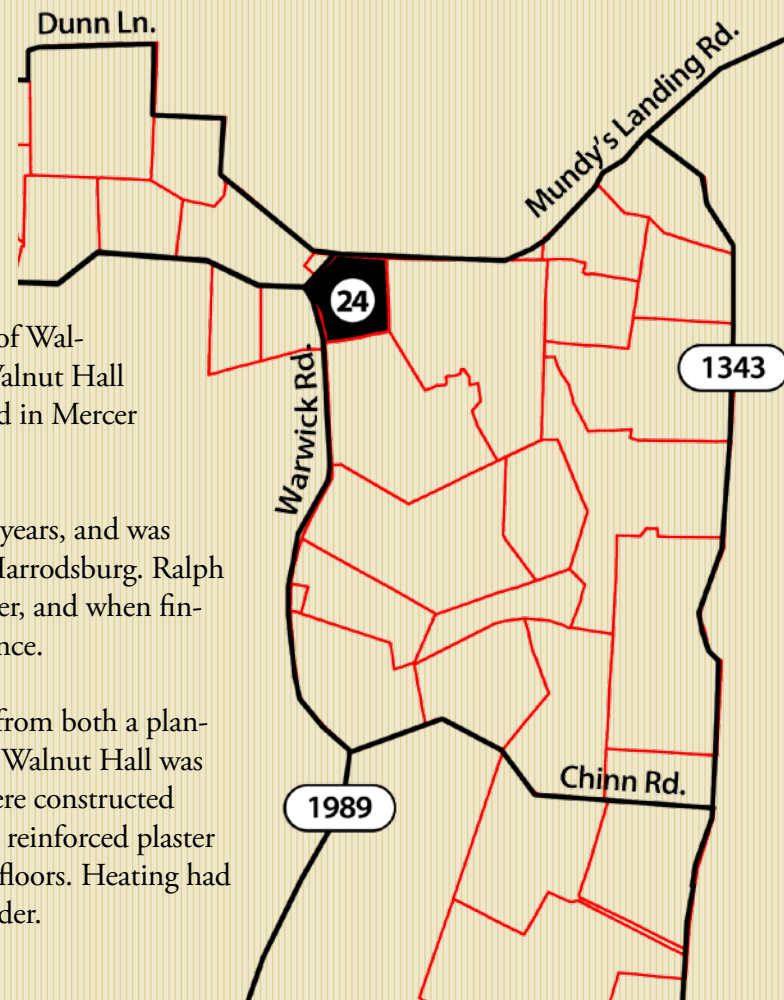 Dunn Ln.
Mundy's Landing Rd.
24
1343
Warwick Rd.
of Wal-
Walnut Hall
d in Mercer
years, and was
Harrodsburg. Ralph
er, and when fin-
nce.
from both a plan-
Walnut Hall was
ere constructed
reinforced plaster
floors. Heating had
der.
Chinn Rd.
1989